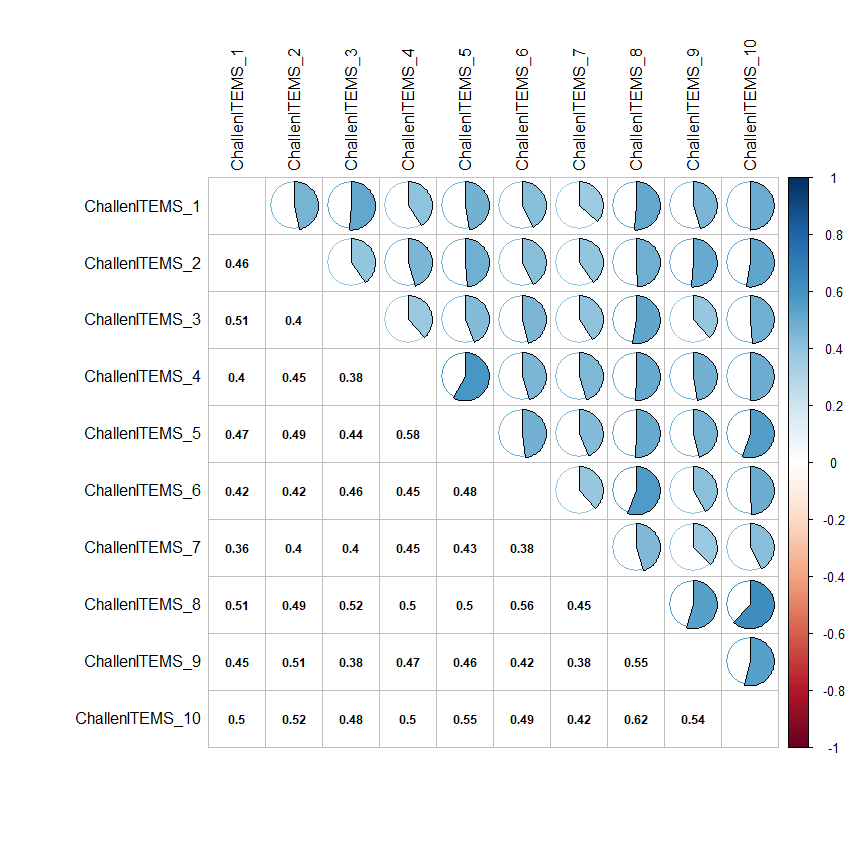 ChallenITEMS_1 ChallenITEMS_2 ChallenITEMS_3 ChallenITEMS_4 ChallenITEMS_5 ChallenITEMS_6 ChallenITEMS_7 ChallenITEMS_8 ChallenITEMS_9 ChallenITEMS_10
ChallenITEMS_1
ChallenITEMS_2 0.46
ChallenITEMS_3 0.51 0.4
ChallenITEMS_4 0.4 0.45 0.38
ChallenITEMS_5 0.47 0.49 0.44 0.58
ChallenITEMS_6 0.42 0.42 0.46 0.45 0.48
ChallenITEMS_7 0.36 0.4 0.4 0.45 0.43 0.38
ChallenITEMS_8 0.51 0.49 0.52 0.5 0.5 0.56 0.45
ChallenITEMS_9 0.45 0.51 0.38 0.47 0.46 0.42 0.38 0.55
ChallenITEMS_10 0.5 0.52 0.48 0.5 0.55 0.49 0.42 0.62 0.54
1
0.8
0.6
0.4
0.2
0
-0.2
-0.4
-0.6
-0.8
-1